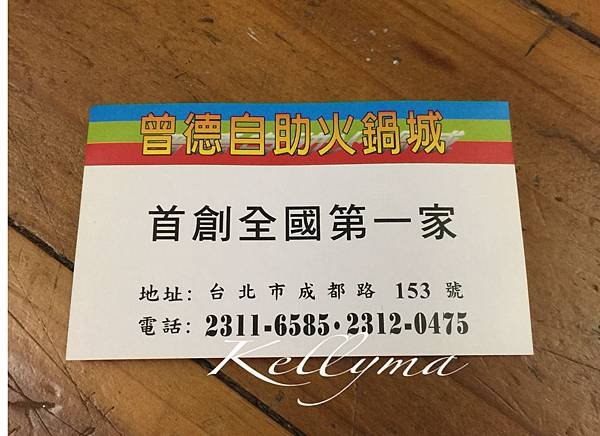 曾德自助火鍋城
首創全國第一家
地址: 台北市成都路 153 號
電話: 2311-6585·2312-0475
Kellyma